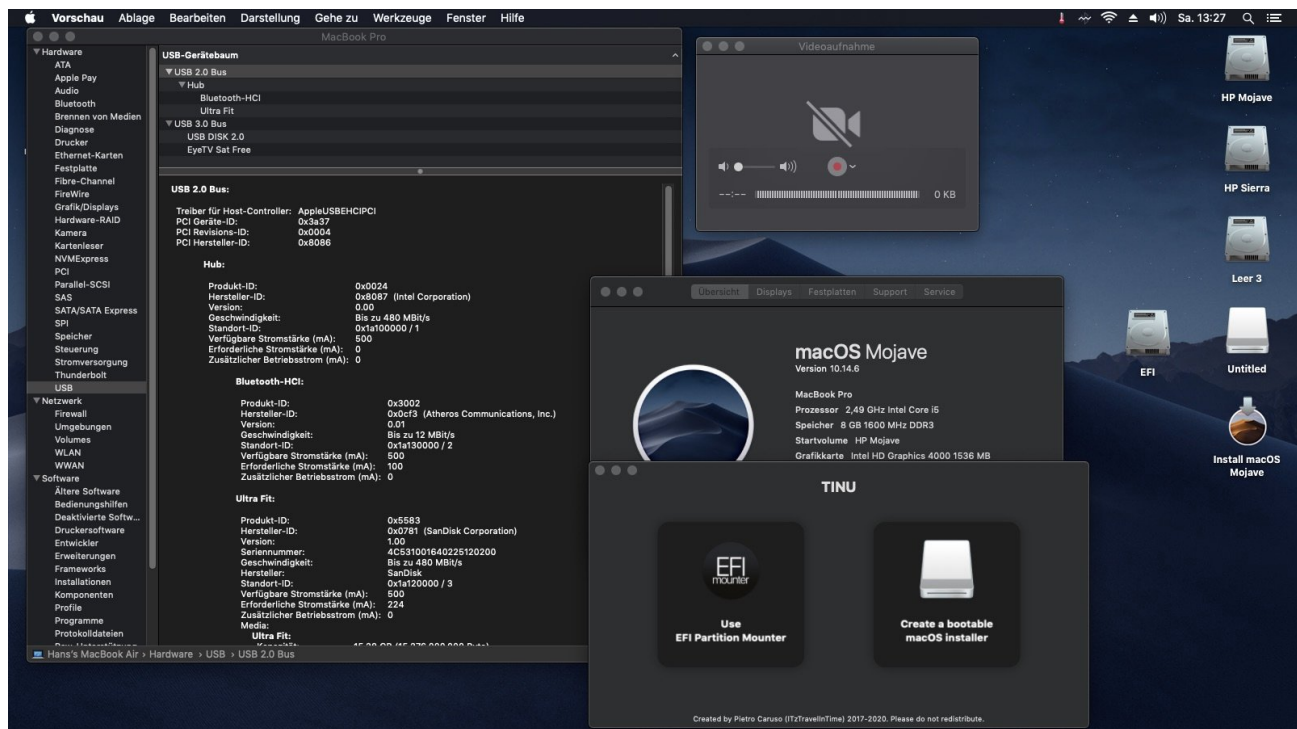 Vorschau Ablage Bearbeiten Darstellung Gehe zu Werkzeuge Fenster Hilfe
Sa. 13:27
MacBook Pro
Hardware
ATA
Apple Pay
Audio
Bluetooth
Brennen von Medien
Diagnose
Drucker
Ethernet-Karten
Festplatte
Fibre-Channel
FireWire
Grafik/Displays
Hardware-RAID
Kamera
Kartenleser
NVMExpress
PCI
Parallel-SCSI
SAS
SATA/SATA Express
SPI
Speicher
Steuerung
Stromversorgung
Thunderbolt
USB
Netzwerk
Firewall
Umgebungen
Volumes
WLAN
WWAN
Software
Ältere Software
Bedienungshilfen
Deaktivierte Softw...
Druckersoftware
Entwickler
Erweiterungen
Frameworks
Installationen
Komponenten
Profile
Programme
Protokolldateien
USB-Gerätebaum
USB 2.0 Bus
Hub
Bluetooth-HCI
Ultra Fit
USB 3.0 Bus
USB DISK 2.0
EyeTV Sat Free
USB 2.0 Bus:
Treiber für Host-Controller: AppleUSBEHCIPCI
PCI Geräte-ID: 0x3a37
PCI Revisions-ID: 0x0004
PCI Hersteller-ID: 0x8086
Hub:
Produkt-ID: 0x0024
Hersteller-ID: 0x8087 (Intel Corporation)
Version: 0.00
Geschwindigkeit: Bis zu 480 MBit/s
Standort-ID: 0x1a100000 / 1
Verfügbare Stromstärke (mA): 500
Erforderliche Stromstärke (mA): 0
Zusätzlicher Betriebsstrom (mA): 0
Bluetooth-HCI:
Produkt-ID: 0x3002
Hersteller-ID: 0x0cf3 (Atheros Communications, Inc.)
Version: 0.01
Geschwindigkeit: Bis zu 12 MBit/s
Standort-ID: 0x1a130000 / 2
Verfügbare Stromstärke (mA): 500
Erforderliche Stromstärke (mA): 100
Zusätzlicher Betriebsstrom (mA): 0
Ultra Fit:
Produkt-ID: 0x5583
Hersteller-ID: 0x0781 (SanDisk Corporation)
Version: 1.00
Seriennummer: 4C531001640225120200
Geschwindigkeit: Bis zu 480 MBit/s
Hersteller: SanDisk
Standort-ID: 0x1a120000 / 3
Verfügbare Stromstärke (mA): 500
Erforderliche Stromstärke (mA): 224
Zusätzlicher Betriebsstrom (mA): 0
Media:
Ultra Fit:
Hans's MacBook Air › Hardware › USB › USB 2.0 Bus
Videoaufnahme
--:-- 0 KB
Übersicht Displays Festplatten Support Service
macOS Mojave
Version 10.14.6
MacBook Pro
Prozessor 2,49 GHz Intel Core i5
Speicher 8 GB 1600 MHz DDR3
Startvolume HP Mojave
Grafikkarte Intel HD Graphics 4000 1536 MB
TINU
EFI
mounter
Use
EFI Partition Mounter
Create a bootable
macOS installer
Created by Pietro Caruso (ITzTravelInTime) 2017-2020. Please do not redistribute.
HP Mojave
HP Sierra
Leer 3
EFI
Untitled
Install macOS
Mojave